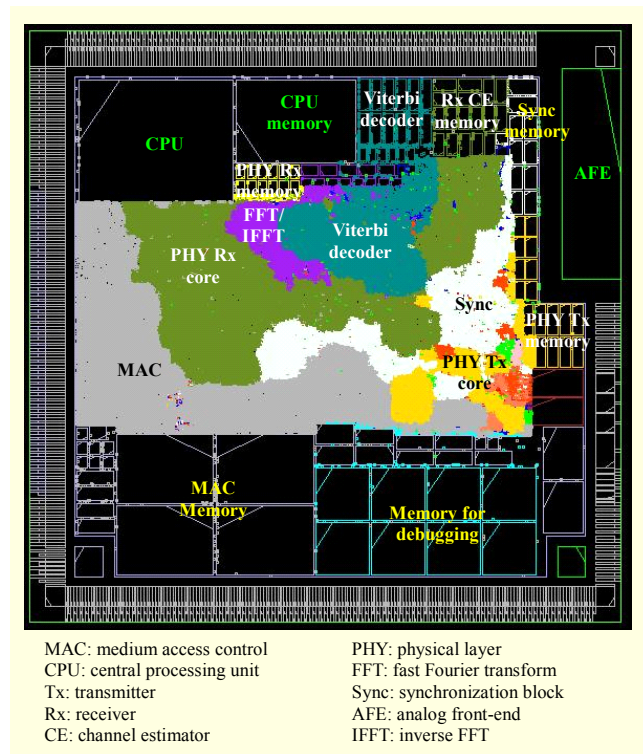 CPU
CPU
memory
Viterbi
decoder
Rx CE
memory
Sync
memory
AFE
PHY Rx
memory
FFT/
IFFT
Viterbi
decoder
PHY Rx
core
Sync
PHY Tx
memory
MAC
PHY Tx
core
MAC
Memory
Memory for
debugging
MAC: medium access control
CPU: central processing unit
Tx: transmitter
Rx: receiver
CE: channel estimator
PHY: physical layer
FFT: fast Fourier transform
Sync: synchronization block
AFE: analog front-end
IFFT: inverse FFT